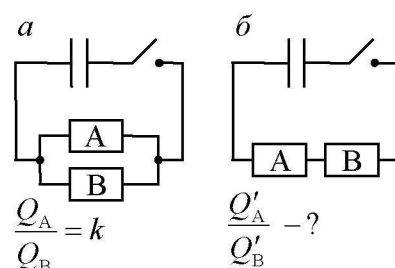 а б
A
B
A B
Q_A / Q_B = k
Q'_A / Q'_B - ?